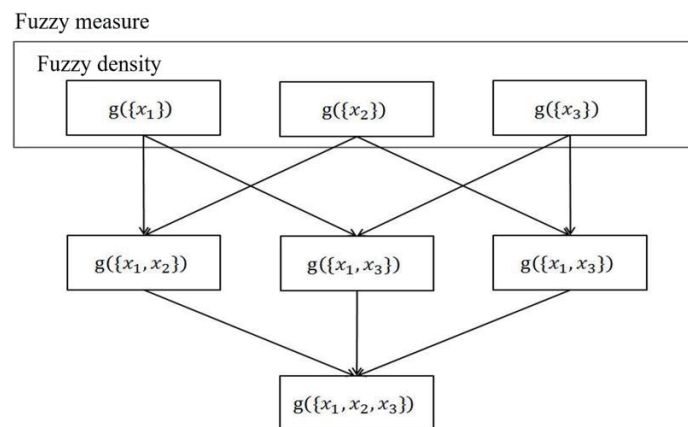 Fuzzy measure
Fuzzy density
g({x₁})
g({x₂})
g({x₃})
g({x₁, x₂})
g({x₁, x₃})
g({x₁, x₃})
g({x₁, x₂, x₃})